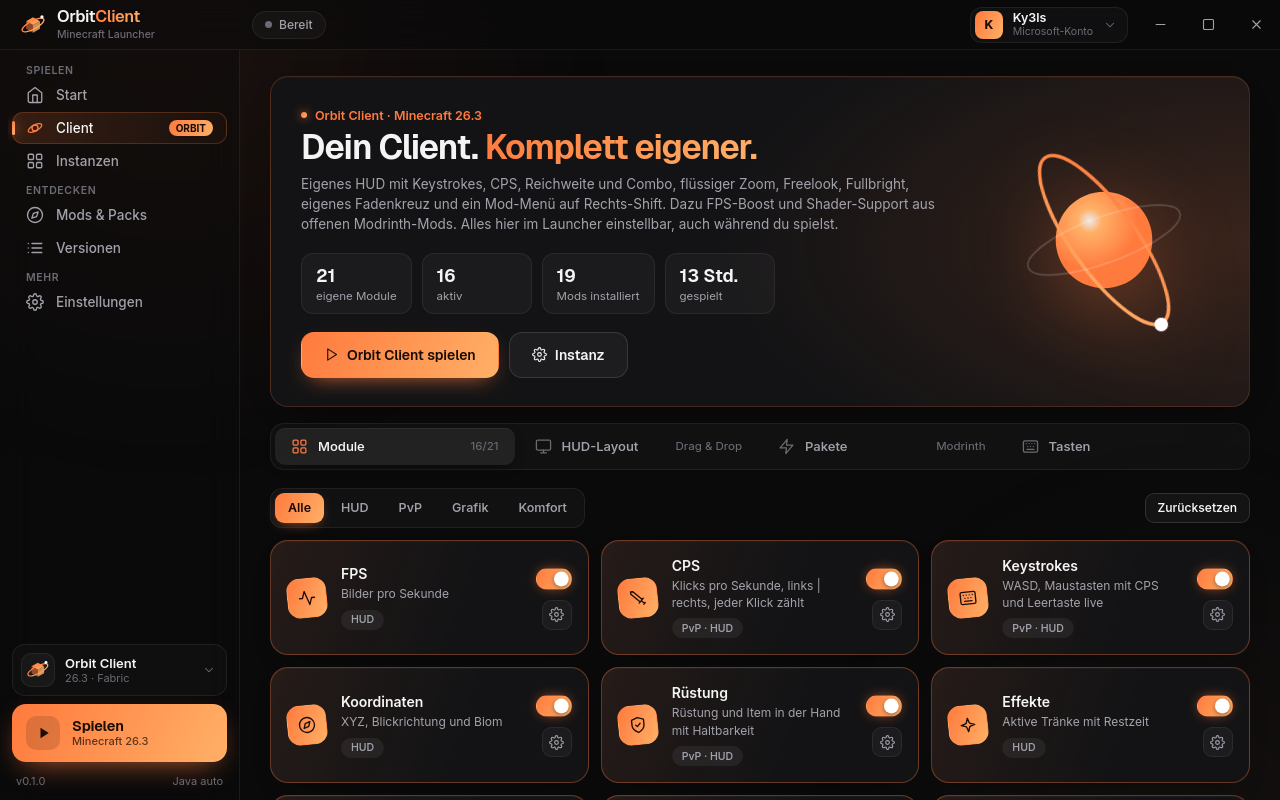 OrbitClient
Minecraft Launcher
Bereit
K
Ky3ls
Microsoft-Konto
SPIELEN
Start
Client
ORBIT
Instanzen
ENTDECKEN
Mods & Packs
Versionen
MEHR
Einstellungen
Orbit Client · Minecraft 26.3
Dein Client. Komplett eigener.
Eigenes HUD mit Keystrokes, CPS, Reichweite und Combo, flüssiger Zoom, Freelook, Fullbright,
eigenes Fadenkreuz und ein Mod-Menü auf Rechts-Shift. Dazu FPS-Boost und Shader-Support aus
offenen Modrinth-Mods. Alles hier im Launcher einstellbar, auch während du spielst.
21
eigene Module
16
aktiv
19
Mods installiert
13 Std.
gespielt
Orbit Client spielen
Instanz
Module
16/21
HUD-Layout
Drag & Drop
Pakete
Modrinth
Tasten
Alle
HUD
PvP
Grafik
Komfort
Zurücksetzen
FPS
Bilder pro Sekunde
HUD
CPS
Klicks pro Sekunde, links |
rechts, jeder Klick zählt
PvP · HUD
Keystrokes
WASD, Maustasten mit CPS
und Leertaste live
PvP · HUD
Koordinaten
XYZ, Blickrichtung und Biom
HUD
Rüstung
Rüstung und Item in der Hand
mit Haltbarkeit
PvP · HUD
Effekte
Aktive Tränke mit Restzeit
HUD
Orbit Client
26.3 · Fabric
Spielen
Minecraft 26.3
v0.1.0
Java auto